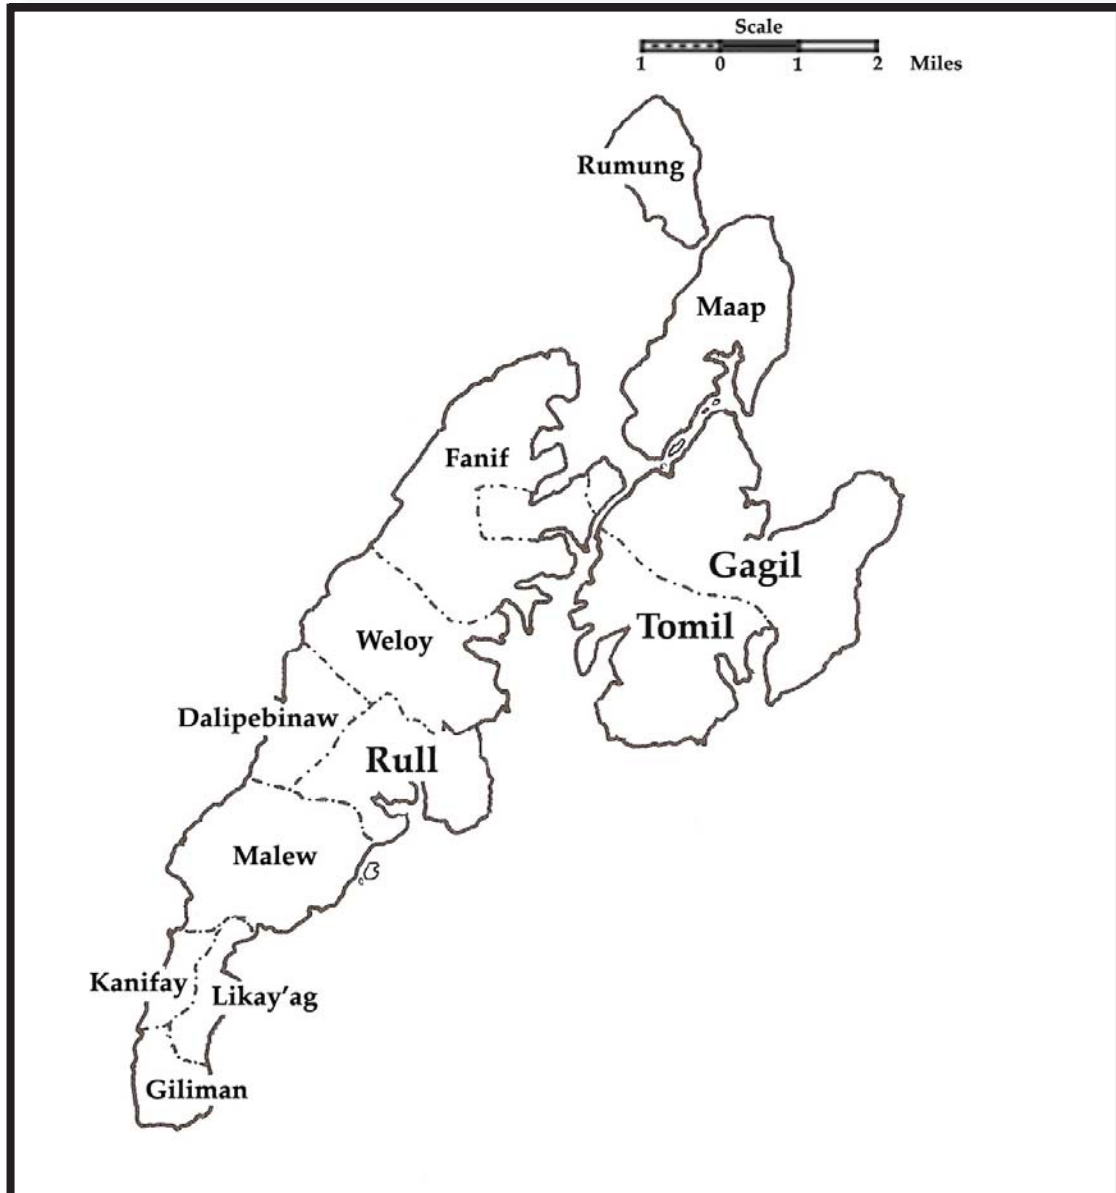 Scale
1 0 1 2 Miles
Rumung
Maap
Fanif
Gagil
Tomil
Weloy
Dalipebinaw
Rull
Malew
Kanifay
Likay'ag
Giliman